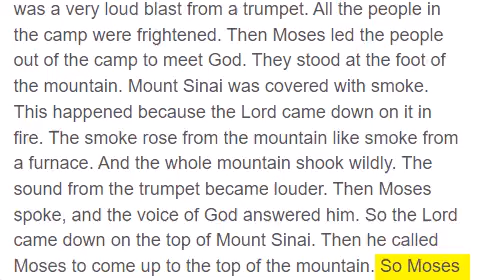 was a very loud blast from a trumpet. All the people in
the camp were frightened. Then Moses led the people
out of the camp to meet God. They stood at the foot of
the mountain. Mount Sinai was covered with smoke.
This happened because the Lord came down on it in
fire. The smoke rose from the mountain like smoke from
a furnace. And the whole mountain shook wildly. The
sound from the trumpet became louder. Then Moses
spoke, and the voice of God answered him. So the Lord
came down on the top of Mount Sinai. Then he called
Moses to come up to the top of the mountain. So Moses